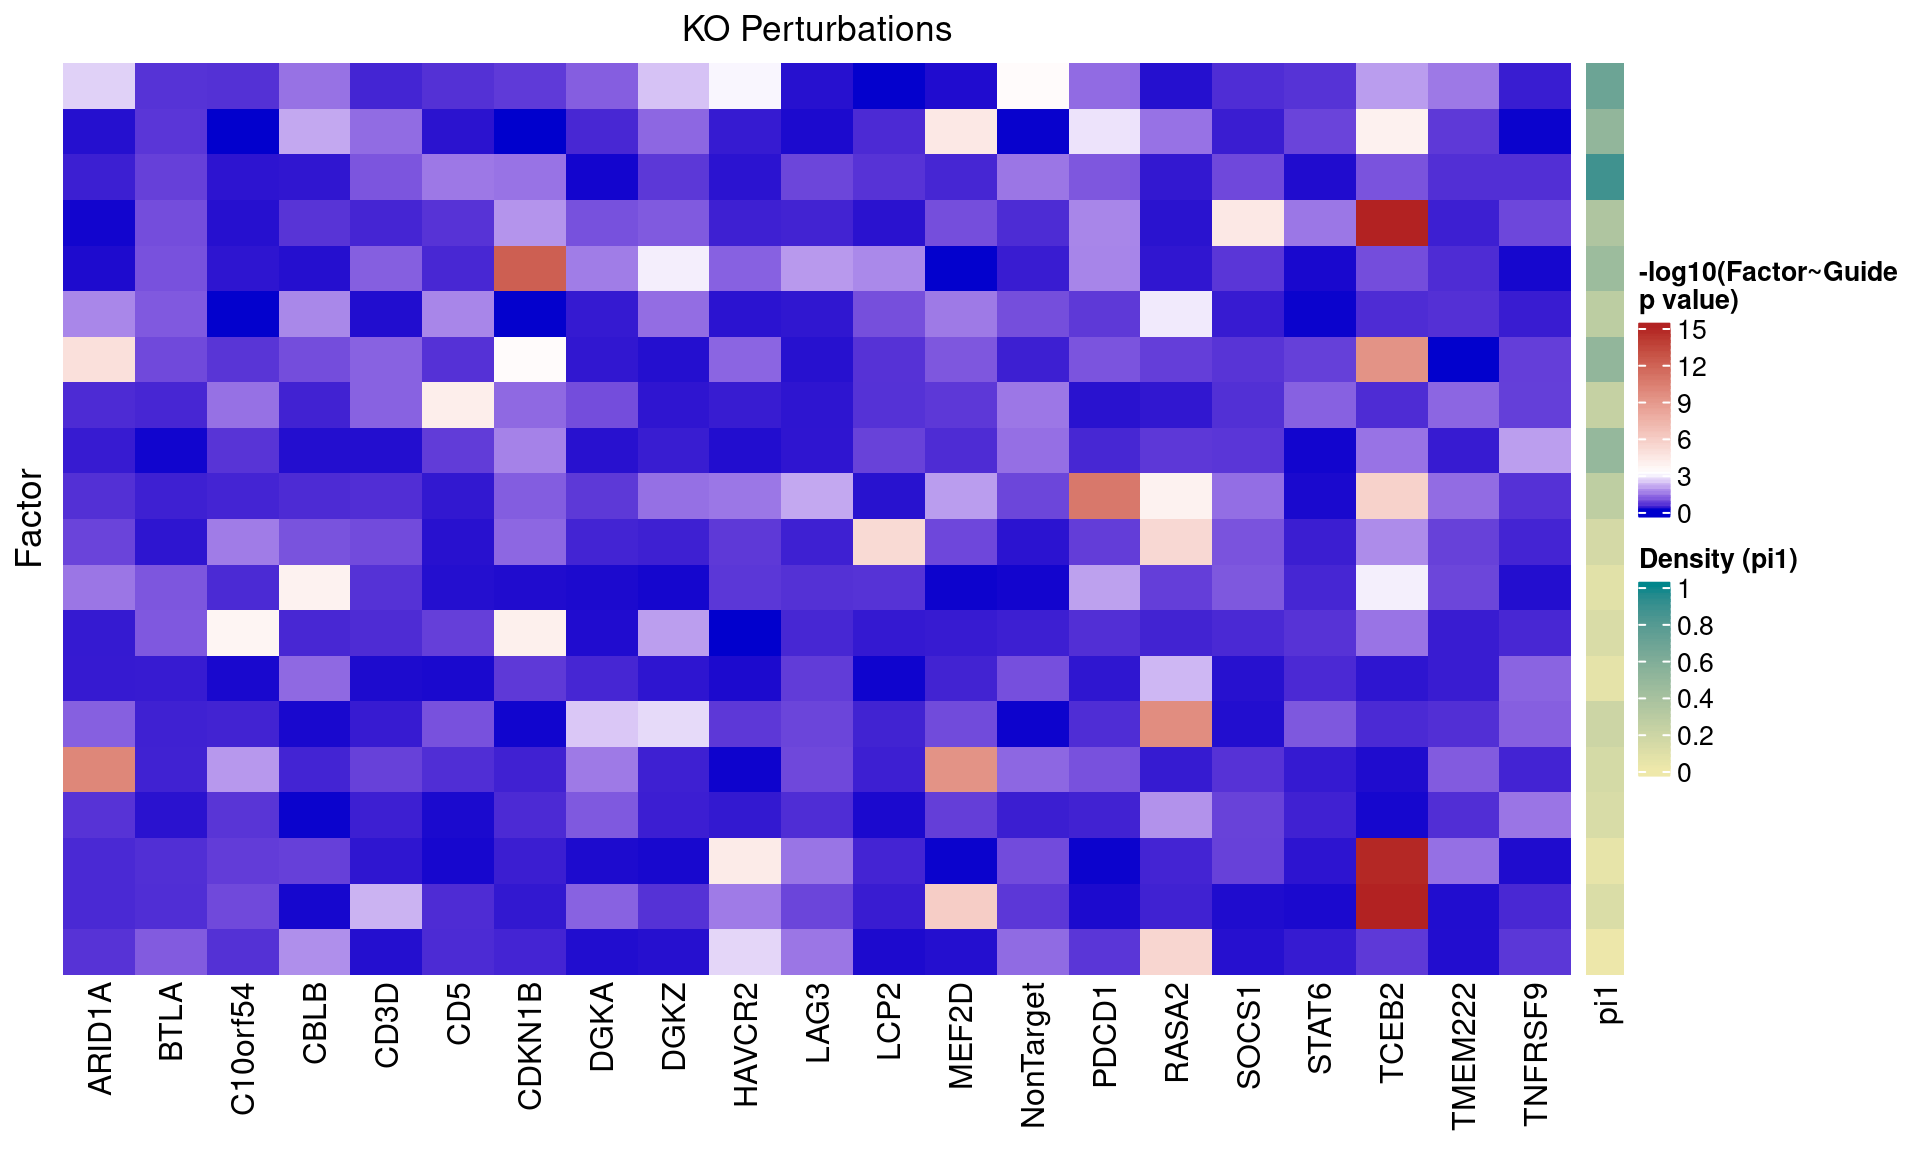 KO Perturbations
Factor
-log10(Factor~Guide
p value)
15
12
9
6
3
0
Density (pi1)
1
0.8
0.6
0.4
0.2
0
ARID1A
BTLA
C10orf54
CBLB
CD3D
CD5
CDKN1B
DGKA
DGKZ
HAVCR2
LAG3
LCP2
MEF2D
NonTarget
PDCD1
RASA2
SOCS1
STAT6
TCEB2
TMEM222
TNFRSF9
pi1